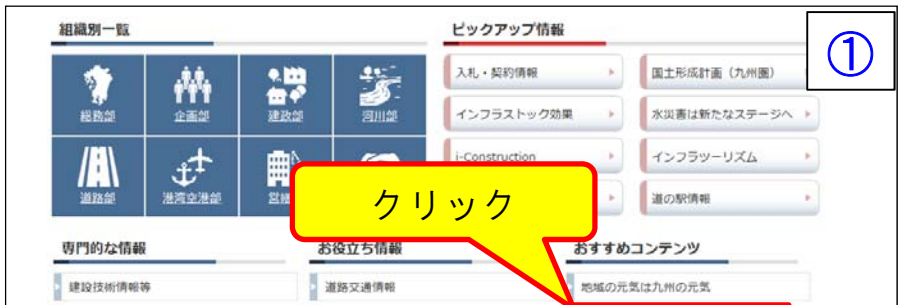 組織別一覧
総務部
企画部
建政部
河川部
道路部
港湾空港部
営繕
ピックアップ情報
①
入札・契約情報
国土形成計画（九州圏）
インフラストック効果
水災害は新たなステージへ
i-Construction
インフラツーリズム
道の駅情報
クリック
専門的な情報
お役立ち情報
おすすめコンテンツ
建設技術情報等
道路交通情報
地域の元気は九州の元気